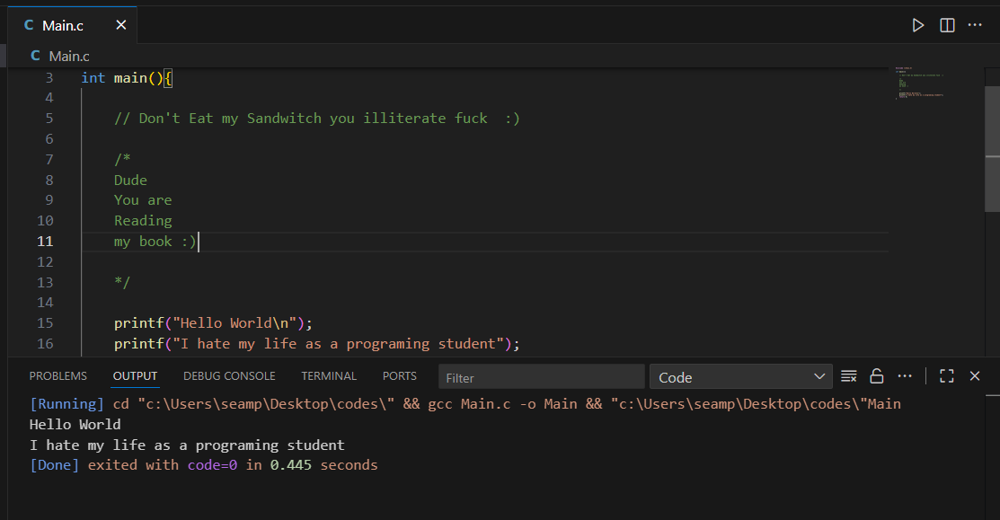 C Main.c ×
C Main.c
3 int main(){
4
5 // Don't Eat my Sandwitch you illiterate fuck  :)
6
7 /*
8 Dude
9 You are
10 Reading
11 my book :)
12
13 */
14
15 printf("Hello World\n");
16 printf("I hate my life as a programing student");
PROBLEMS OUTPUT DEBUG CONSOLE TERMINAL PORTS Filter Code
[Running] cd "c:\Users\seamp\Desktop\codes\" && gcc Main.c -o Main && "c:\Users\seamp\Desktop\codes\"Main
Hello World
I hate my life as a programing student
[Done] exited with code=0 in 0.445 seconds